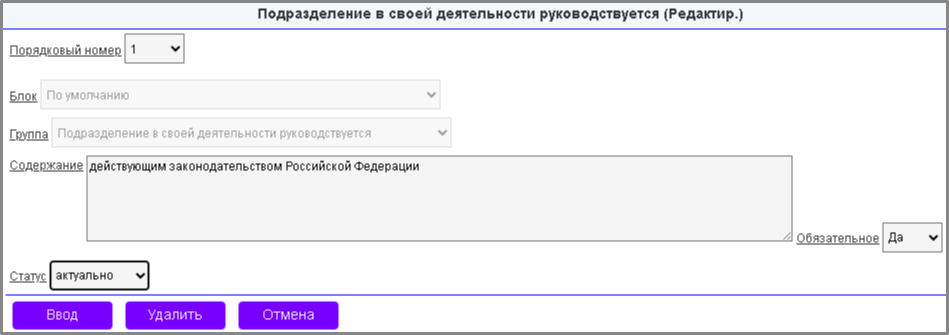 Подразделение в своей деятельности руководствуется (Редактир.)
Порядковый номер 1
Блок По умолчанию
Группа Подразделение в своей деятельности руководствуется
Содержание действующим законодательством Российской Федерации
Обязательное Да
Статус актуально
Ввод Удалить Отмена